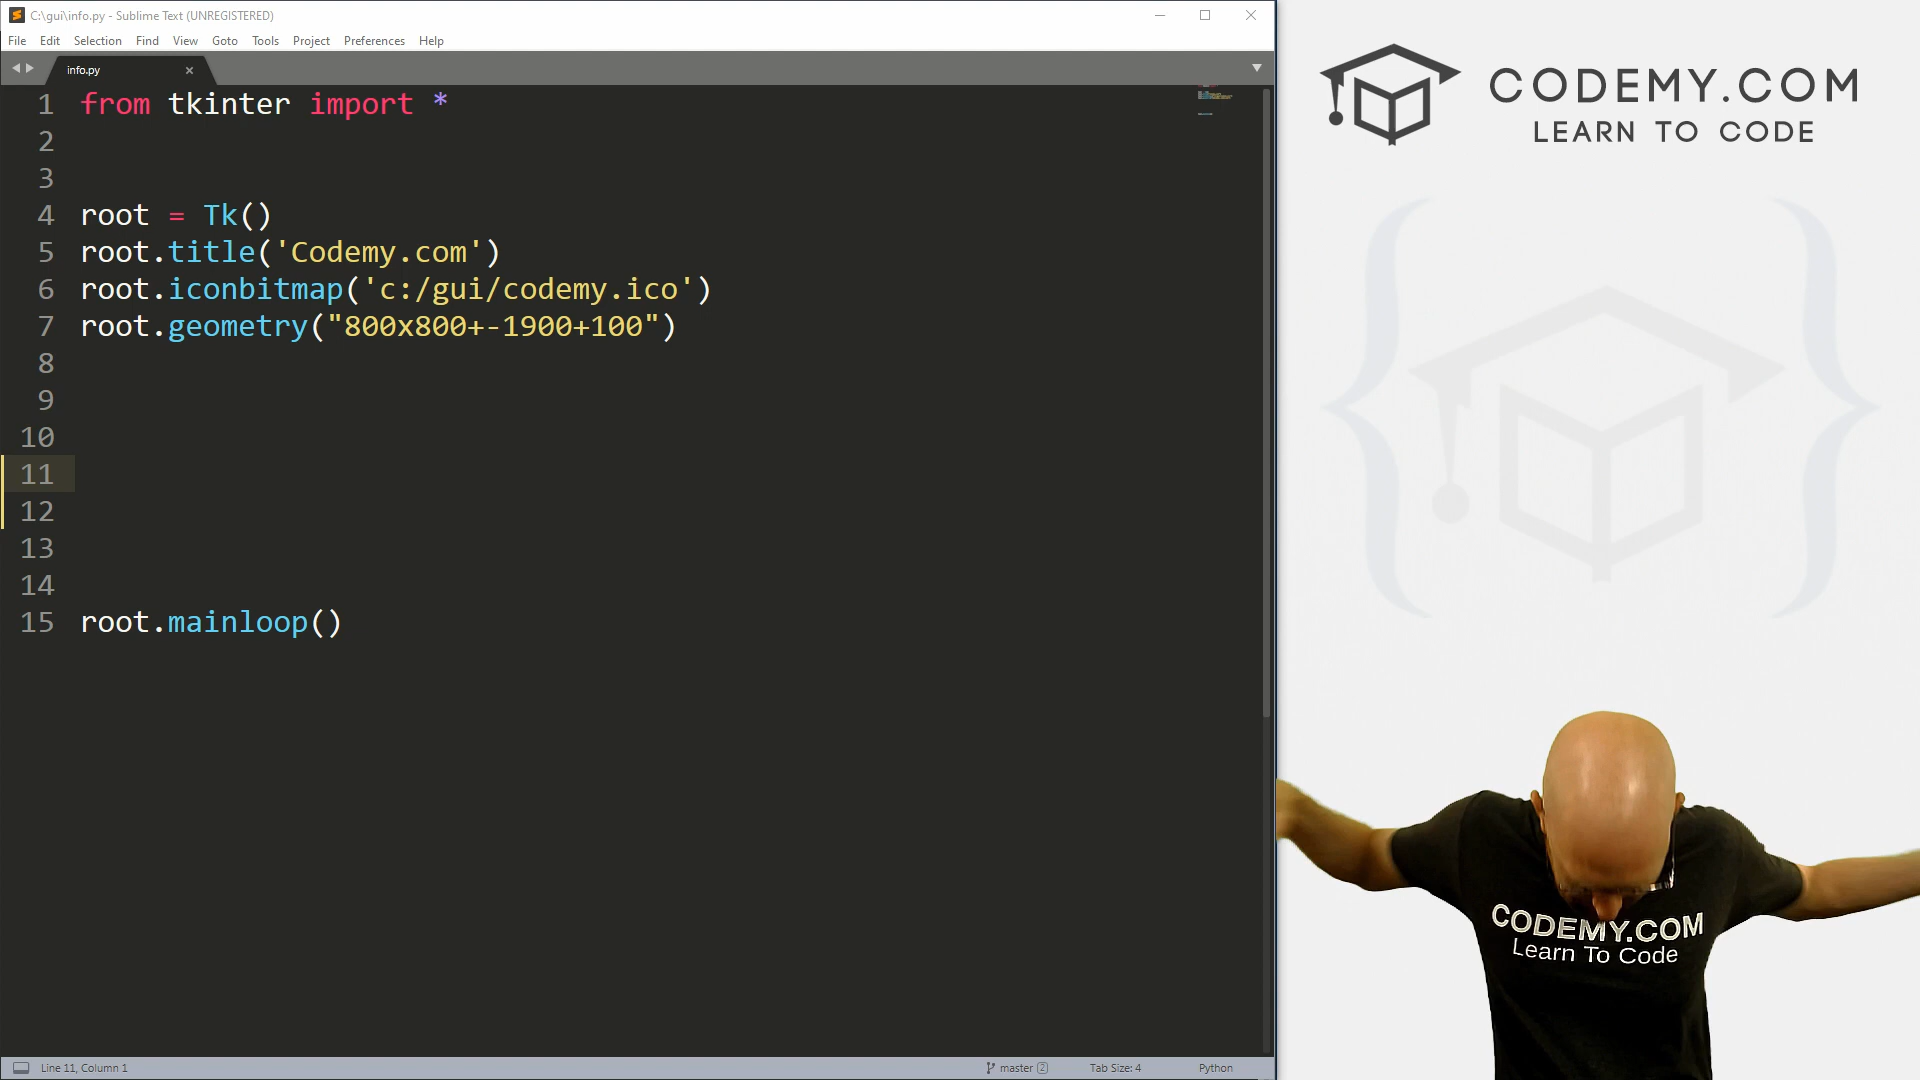 C:\gui\info.py - Sublime Text (UNREGISTERED)
File Edit Selection Find View Goto Tools Project Preferences Help
info.py
1 from tkinter import *
2
3
4 root = Tk()
5 root.title('Codemy.com')
6 root.iconbitmap('c:/gui/codemy.ico')
7 root.geometry("800x800+-1900+100")
8
9
10
11
12
13
14
15 root.mainloop()
Line 11, Column 1 master 2 Tab Size: 4 Python
CODEMY.COM
LEARN TO CODE
CODEMY.COM
Learn To Code